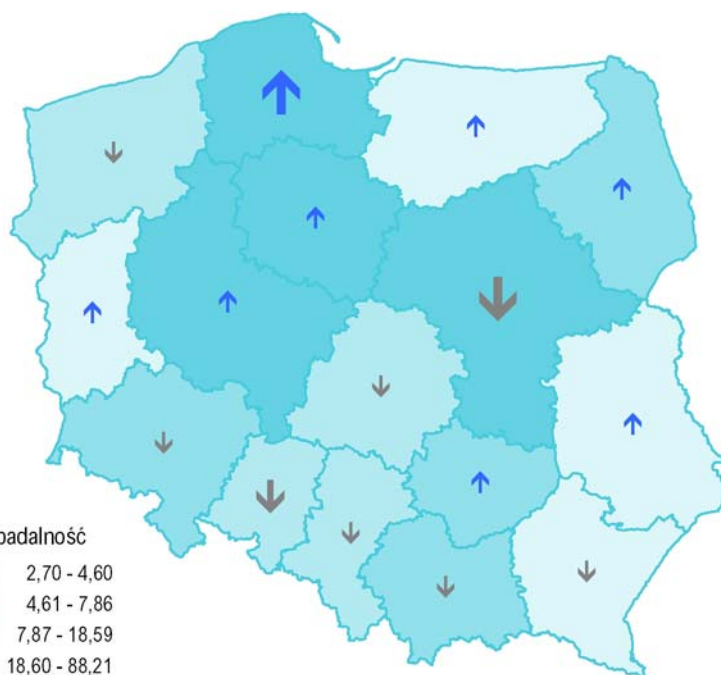 padalność
2,70 - 4,60
4,61 - 7,86
7,87 - 18,59
18,60 - 88,21